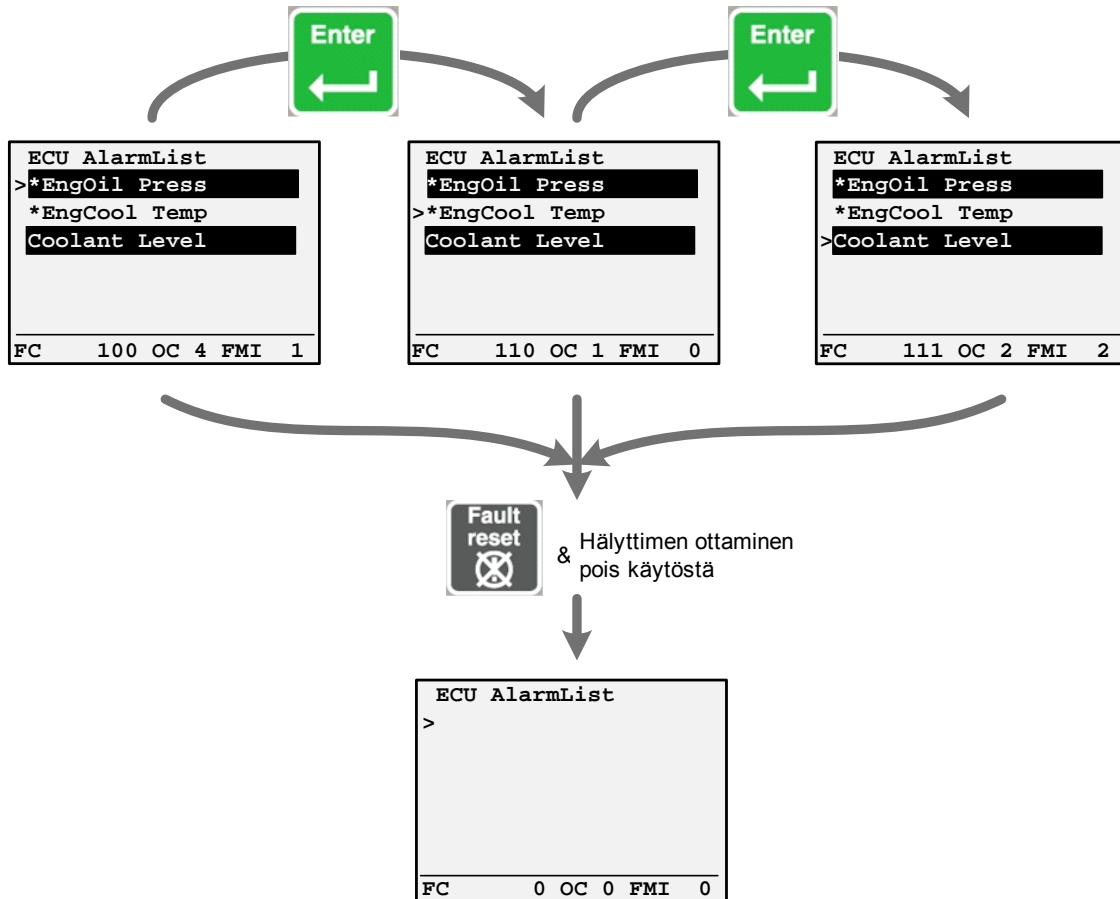 Enter
Enter
ECU AlarmList
>*EngOil Press
*EngCool Temp
Coolant Level
FC 100 OC 4 FMI 1
ECU AlarmList
*EngOil Press
>*EngCool Temp
Coolant Level
FC 110 OC 1 FMI 0
ECU AlarmList
*EngOil Press
*EngCool Temp
>Coolant Level
FC 111 OC 2 FMI 2
Fault
reset
& Hälyttimen ottaminen
pois käytöstä
ECU AlarmList
>
FC 0 OC 0 FMI 0